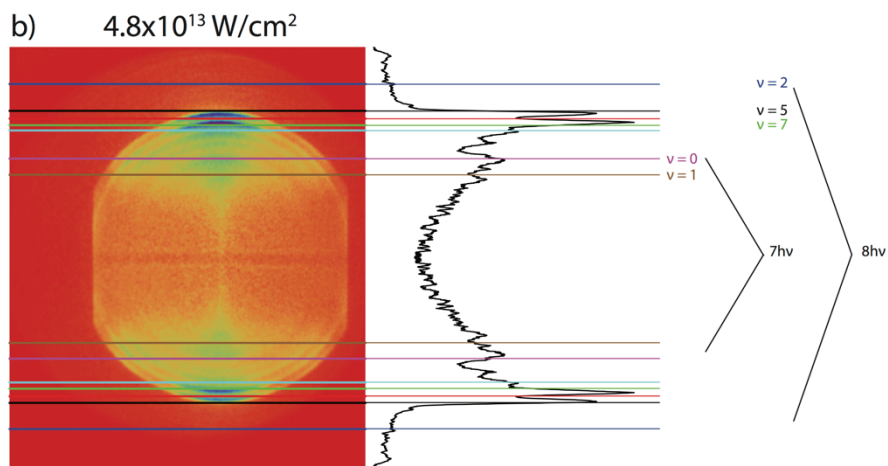 b) 4.8x10¹³ W/cm²
ν = 2
ν = 5
ν = 7
ν = 0
ν = 1
7hν
8hν